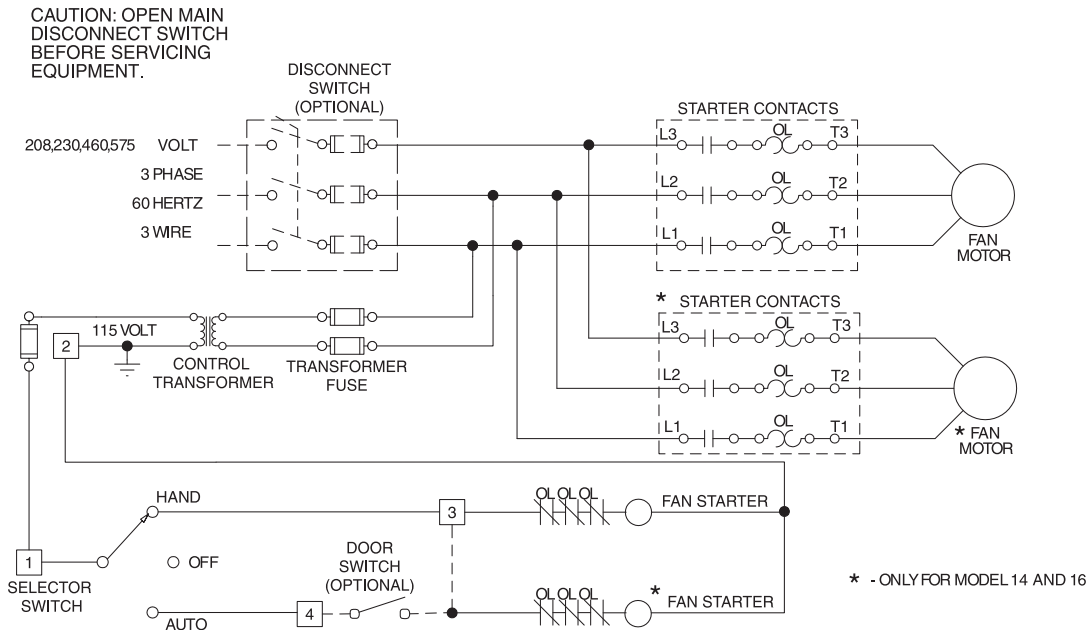 CAUTION: OPEN MAIN
DISCONNECT SWITCH
BEFORE SERVICING
EQUIPMENT.
DISCONNECT
SWITCH
(OPTIONAL)
STARTER CONTACTS
208,230,460,575 VOLT
3 PHASE
60 HERTZ
3 WIRE
L3 OL T3
L2 OL T2
L1 OL T1
FAN
MOTOR
* STARTER CONTACTS
L3 OL T3
L2 OL T2
L1 OL T1
* FAN
MOTOR
2
115 VOLT
CONTROL
TRANSFORMER
TRANSFORMER
FUSE
HAND
3
OL OL OL
FAN STARTER
1
SELECTOR
SWITCH
OFF
DOOR
SWITCH
(OPTIONAL)
AUTO
4
OL OL OL
* FAN STARTER
* - ONLY FOR MODEL 14 AND 16